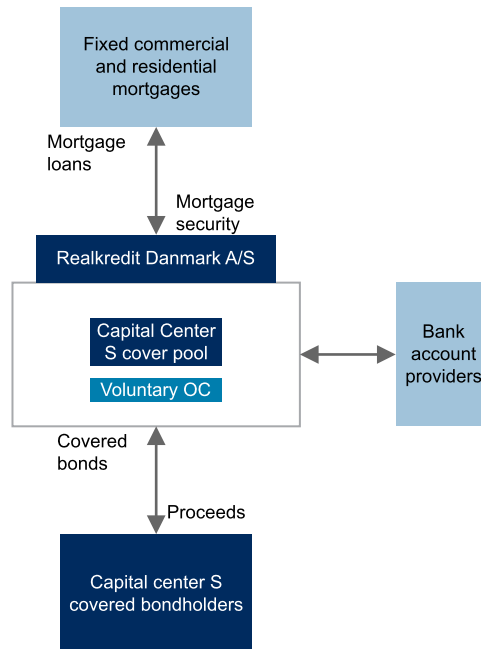 Fixed commercial
and residential
mortgages
Mortgage
loans
Mortgage
security
Realkredit Danmark A/S
Capital Center
S cover pool
Voluntary OC
Bank
account
providers
Covered
bonds
Proceeds
Capital center S
covered bondholders